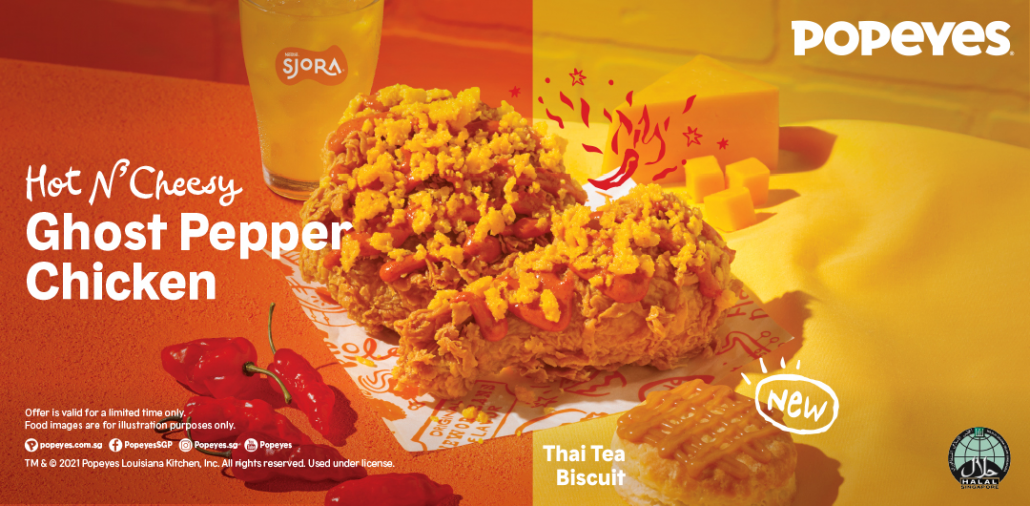 POPEYES
Nestlé
SJORA
Hot N' Cheesy
Ghost Pepper
Chicken
New
Thai Tea
Biscuit
Offer is valid for a limited time only.
Food images are for illustration purposes only.
popeyes.com.sg PopeyesSGP Popeyes.sg Popeyes
TM & © 2021 Popeyes Louisiana Kitchen, Inc. All rights reserved. Used under license.
حلال
HALAL
SINGAPORE